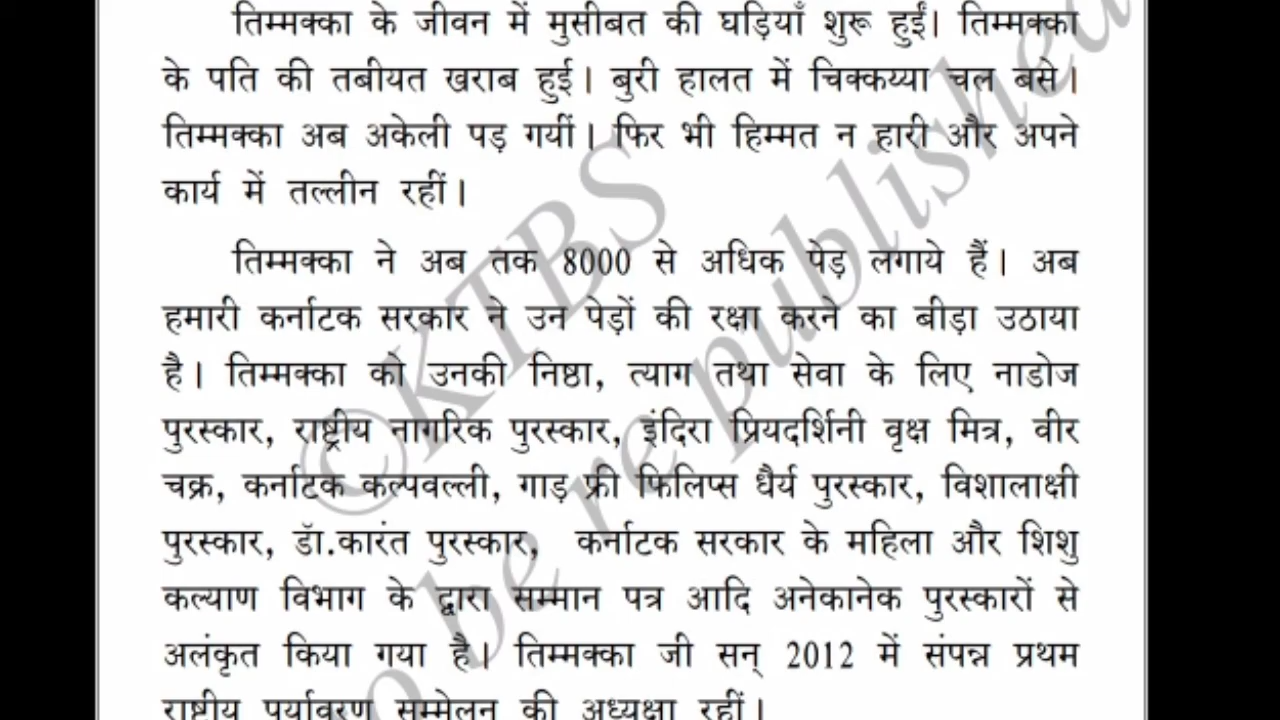 तिम्मक्का के जीवन में मुसीबत की घड़ियाँ शुरू हुईं। तिम्मक्का
के पति की तबीयत खराब हुई। बुरी हालत में चिक्कय्या चल बसे।
तिम्मक्का अब अकेली पड़ गयीं। फिर भी हिम्मत न हारी और अपने
कार्य में तल्लीन रहीं।
तिम्मक्का ने अब तक 8000 से अधिक पेड़ लगाये हैं। अब
हमारी कर्नाटक सरकार ने उन पेड़ों की रक्षा करने का बीड़ा उठाया
है। तिम्मक्का को उनकी निष्ठा, त्याग तथा सेवा के लिए नाडोज
पुरस्कार, राष्ट्रीय नागरिक पुरस्कार, इंदिरा प्रियदर्शिनी वृक्ष मित्र, वीर
चक्र, कर्नाटक कल्पवल्ली, गाड़ फ्री फिलिप्स धैर्य पुरस्कार, विशालाक्षी
पुरस्कार, डॉ.कारंत पुरस्कार, कर्नाटक सरकार के महिला और शिशु
कल्याण विभाग के द्वारा सम्मान पत्र आदि अनेकानेक पुरस्कारों से
अलंकृत किया गया है। तिम्मक्का जी सन् 2012 में संपन्न प्रथम
राष्ट्रीय पर्यावरण सम्मेलन की अध्यक्षा रहीं।
©KTBS
o be republished